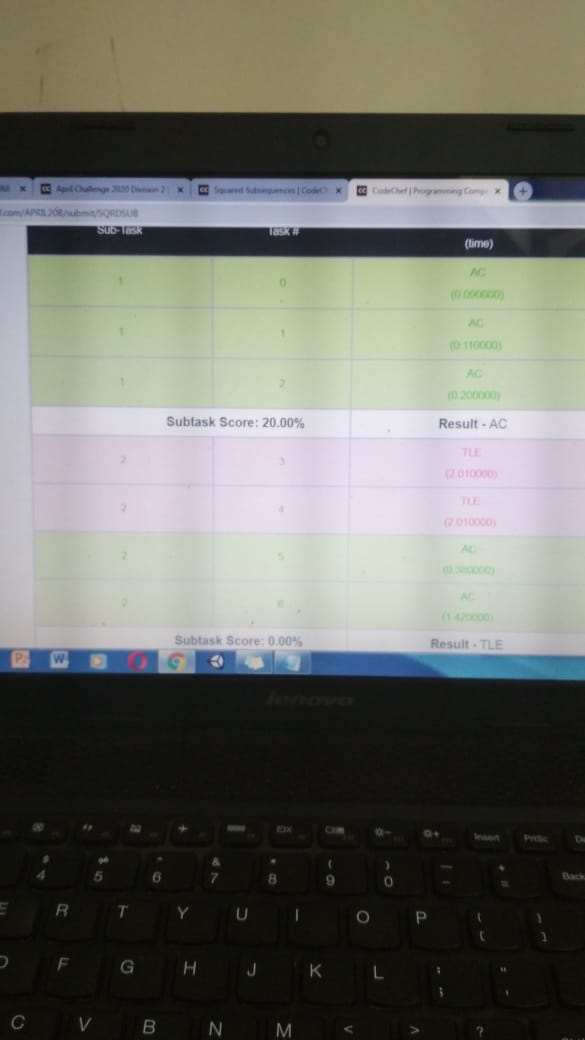 April Challenge 2020 Division 2 | × Squared Subsequences | CodeCh × CodeChef | Programming Compe × +
.com/APRIL20B/submit/SQRDSUB
Sub-Task Task # (time)
1 0 AC
(0.090000)
1 1 AC
(0.110000)
1 2 AC
(0.200000)
Subtask Score: 20.00% Result - AC
2 3 TLE
(2.010000)
2 4 TLE
(2.010000)
2 5 AC
(0.380000)
2 6 AC
(1.420000)
Subtask Score: 0.00% Result - TLE
lenovo
Insert PrtSc
$ ^ & * ( ) — +
4 5 6 7 8 9 0 - = Back
E R T Y U I O P { [ } ]
D F G H J K L : ; " '
C V B N M < > ?